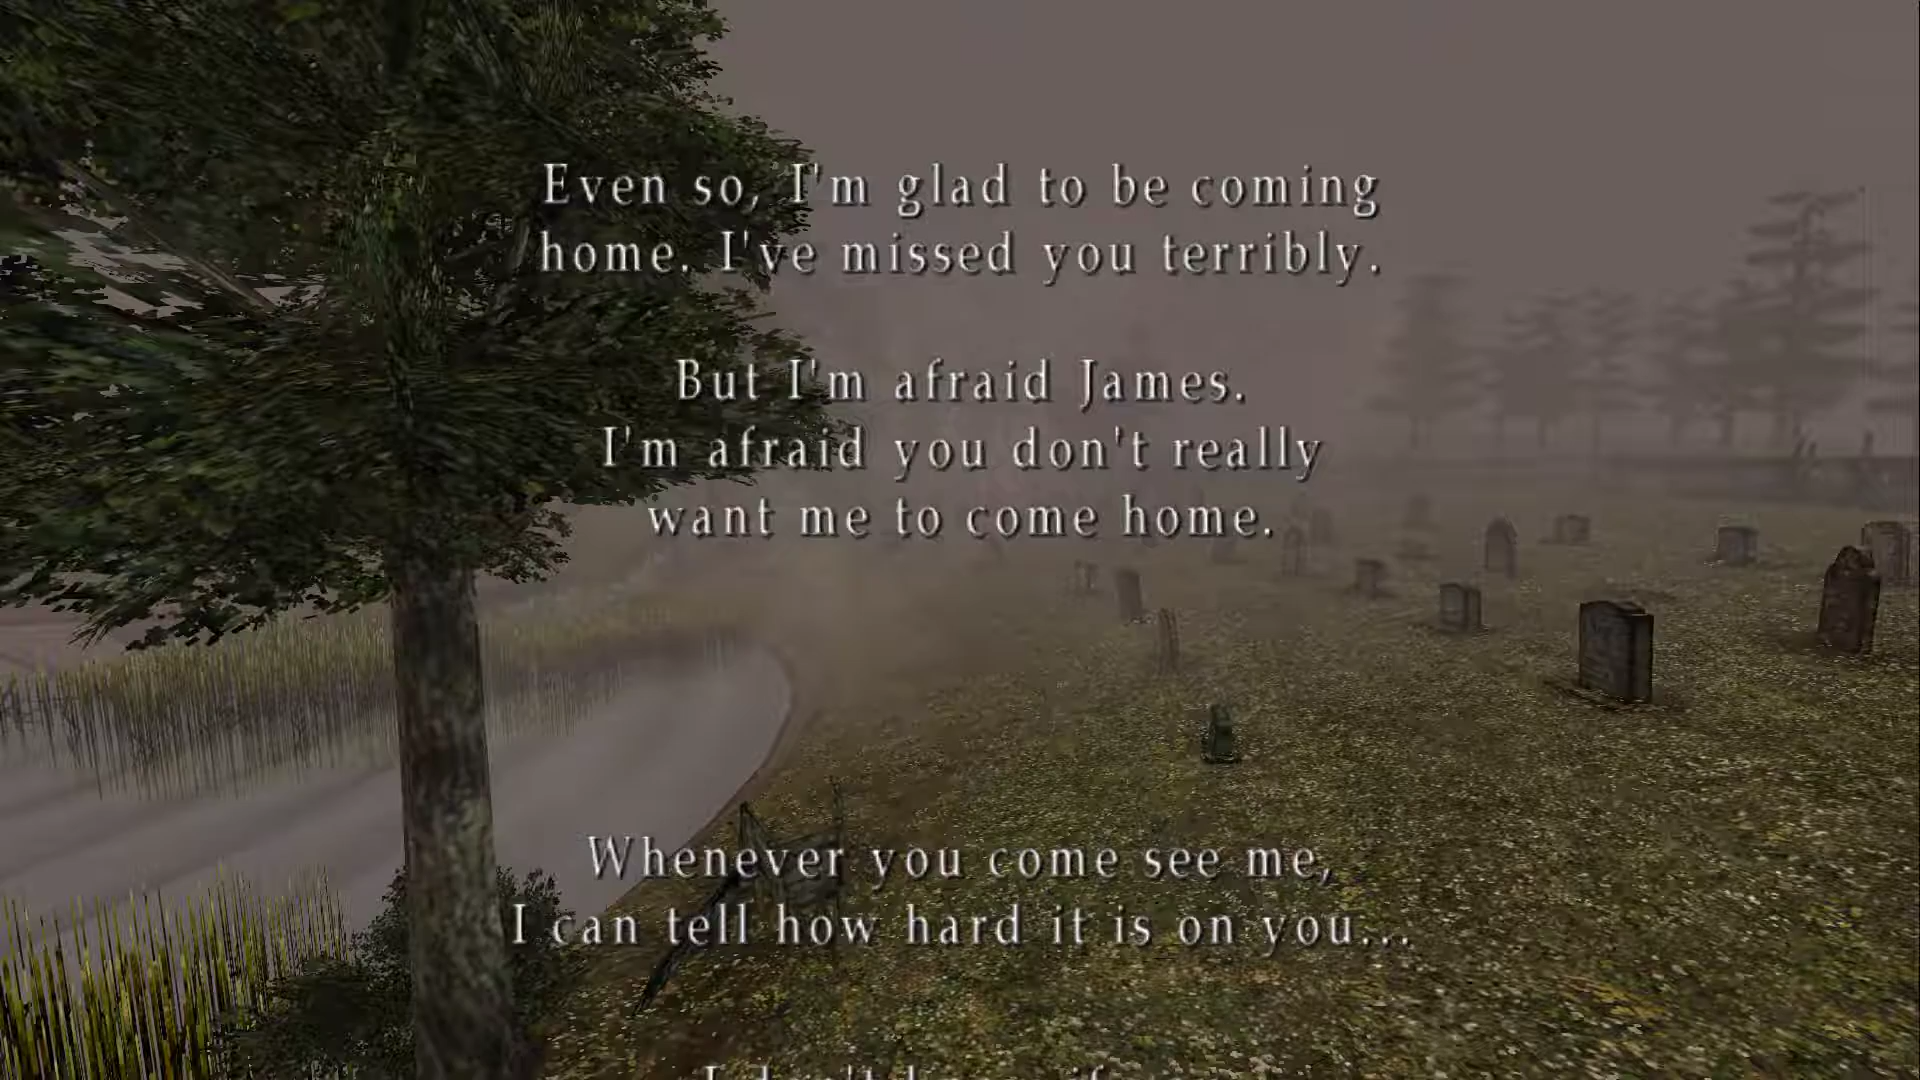 Even so, I'm glad to be coming
home. I've missed you terribly.
But I'm afraid James.
I'm afraid you don't really
want me to come home.
Whenever you come see me,
I can tell how hard it is on you...